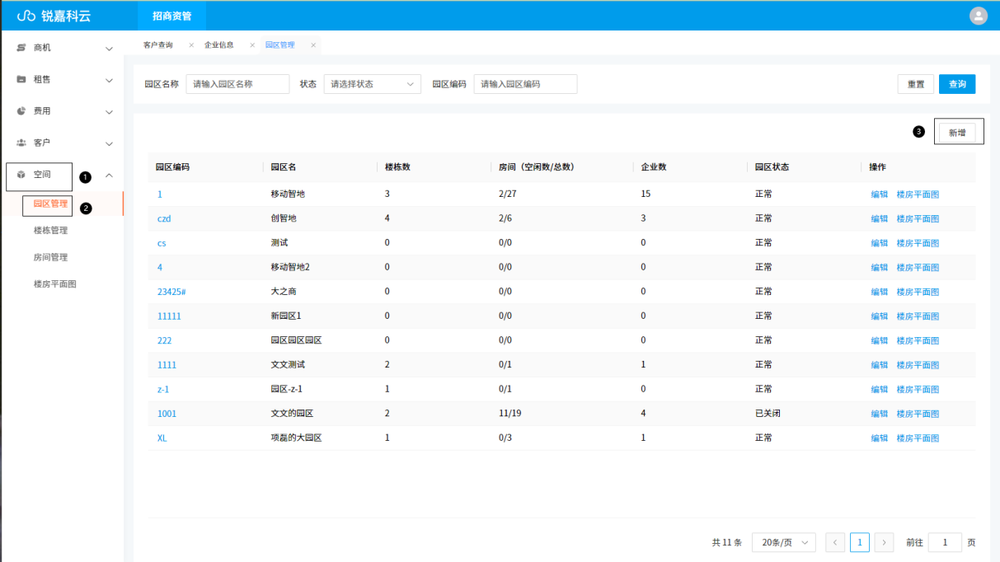 锐嘉科云 招商资管
商机
租售
费用
客户
空间 1
园区管理 2
楼栋管理
房间管理
楼房平面图
客户查询 × 企业信息 × 园区管理 ×
园区名称 请输入园区名称 状态 请选择状态 园区编码 请输入园区编码 重置 查询
3 新增
园区编码 园区名 楼栋数 房间（空闲数/总数） 企业数 园区状态 操作
1 移动智地 3 2/27 15 正常 编辑 楼房平面图
czd 创智地 4 2/6 3 正常 编辑 楼房平面图
cs 测试 0 0/0 0 正常 编辑 楼房平面图
4 移动智地2 0 0/0 0 正常 编辑 楼房平面图
23425# 大之商 0 0/0 0 正常 编辑 楼房平面图
11111 新园区1 0 0/0 0 正常 编辑 楼房平面图
222 园区园区园区 0 0/0 0 正常 编辑 楼房平面图
1111 文文测试 2 0/1 1 正常 编辑 楼房平面图
z-1 园区-z-1 1 0/1 0 正常 编辑 楼房平面图
1001 文文的园区 2 11/19 4 已关闭 编辑 楼房平面图
XL 项磊的大园区 1 0/3 1 正常 编辑 楼房平面图
共 11 条 20条/页 1 前往 1 页